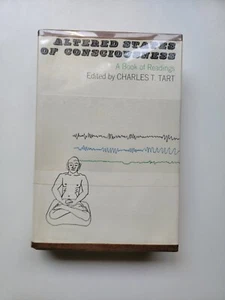 ALTERED STATES
OF CONSCIOUSNESS
A Book of Readings
Edited by CHARLES T. TART